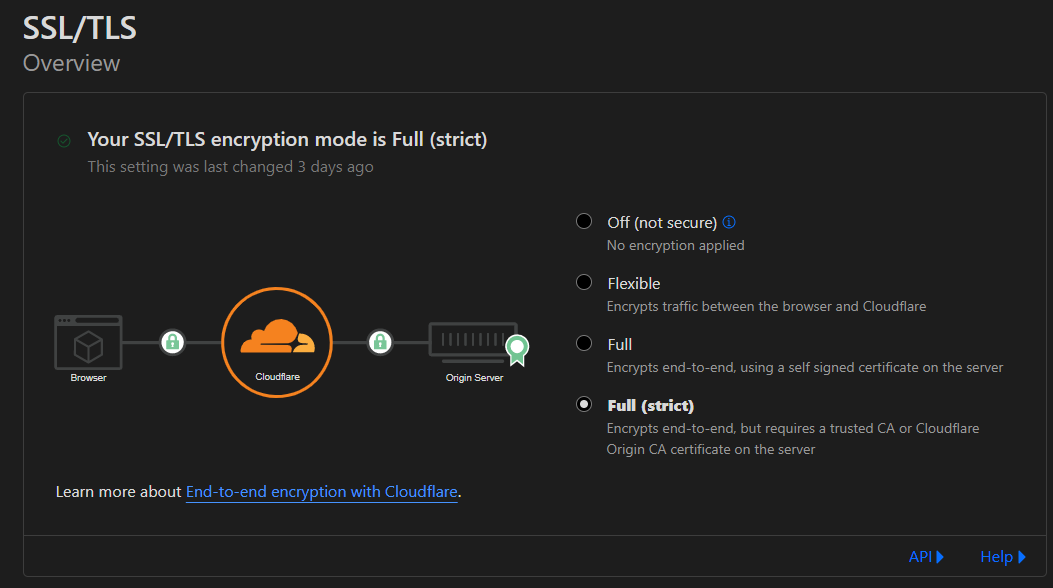 SSL/TLS
Overview
Your SSL/TLS encryption mode is Full (strict)
This setting was last changed 3 days ago
Browser
Cloudflare
Origin Server
Off (not secure)
No encryption applied
Flexible
Encrypts traffic between the browser and Cloudflare
Full
Encrypts end-to-end, using a self signed certificate on the server
Full (strict)
Encrypts end-to-end, but requires a trusted CA or Cloudflare
Origin CA certificate on the server
Learn more about End-to-end encryption with Cloudflare.
API Help